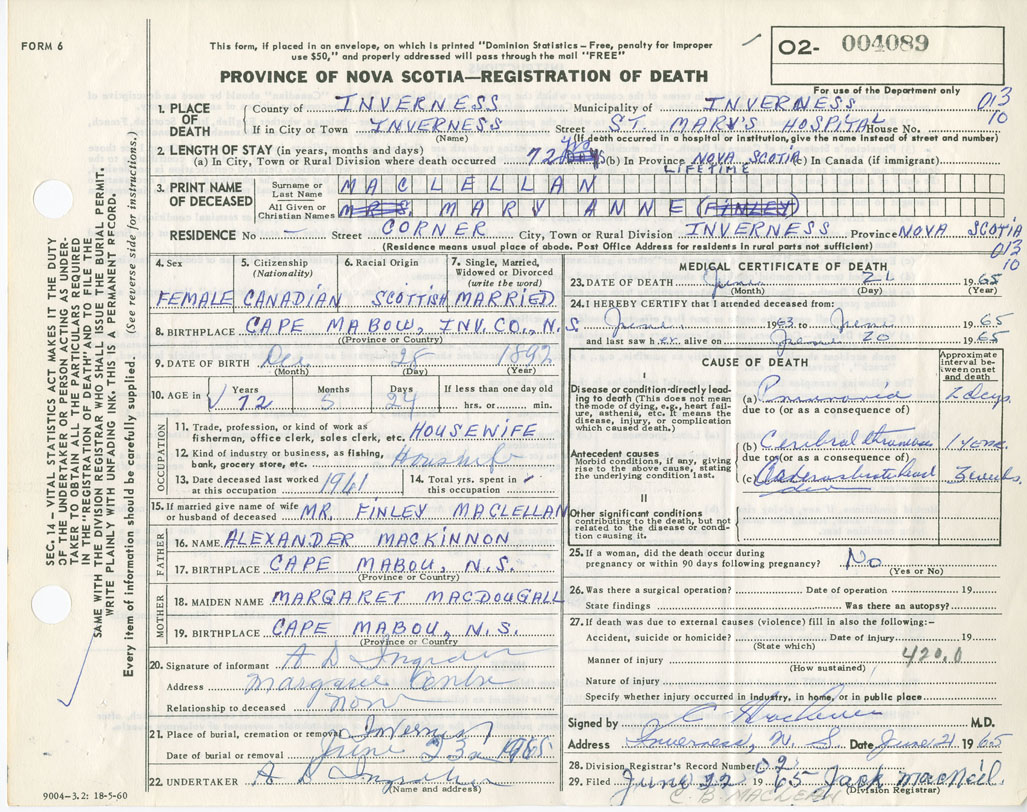 FORM 6
This form, if placed in an envelope, on which is printed "Dominion Statistics – Free, penalty for improper
use $50," and properly addressed will pass through the mail "FREE"
O2- 004089
PROVINCE OF NOVA SCOTIA—REGISTRATION OF DEATH
For use of the Department only
013
10
1. PLACE OF DEATH
County of INVERNESS Municipality of INVERNESS
If in City or Town INVERNESS Street ST. MARY'S HOSPITAL House No.
(Name) (If death occurred in a hospital or institution, give the name instead of street and number)
2. LENGTH OF STAY (in years, months and days)
(a) In City, Town or Rural Division where death occurred 72 yrs (b) In Province NOVA SCOTIA (c) In Canada (if immigrant)
LIFETIME
3. PRINT NAME OF DECEASED
Surname or Last Name MACLELLAN
All Given or Christian Names MRS. MARY ANNE (FINLEY)
RESIDENCE No — Street CORNER City, Town or Rural Division INVERNESS Province NOVA SCOTIA
(Residence means usual place of abode. Post Office Address for residents in rural parts not sufficient)
013
10
4. Sex
FEMALE
5. Citizenship
(Nationality)
CANADIAN
6. Racial Origin
SCOTTISH
7. Single, Married,
Widowed or Divorced
(write the word)
MARRIED
8. BIRTHPLACE CAPE MABOW, INV. CO., N.S.
(Province or Country)
9. DATE OF BIRTH Dec 28 1892
(Month) (Day) (Year)
10. AGE in
Years Months Days If less than one day old
72 5 24 hrs. or min.
OCCUPATION
11. Trade, profession, or kind of work as
fisherman, office clerk, sales clerk, etc. HOUSEWIFE
12. Kind of industry or business, as fishing,
bank, grocery store, etc.
13. Date deceased last worked
at this occupation 1961
14. Total yrs. spent in
this occupation
15. If married give name of wife
or husband of deceased MR. FINLEY MACLELLAN
FATHER
16. NAME ALEXANDER MACKINNON
17. BIRTHPLACE CAPE MABOU, N.S.
(Province or Country)
MOTHER
18. MAIDEN NAME MARGARET MACDOUGALL
19. BIRTHPLACE CAPE MABOU, N.S.
(Province or Country)
20. Signature of informant A D
Address Margaree Centre
Relationship to deceased None
21. Place of burial, cremation or removal Inverness
Date of burial or removal June 23 1965
22. UNDERTAKER A D
(Name and address)
MEDICAL CERTIFICATE OF DEATH
23. DATE OF DEATH June 21 1965
(Month) (Day) (Year)
24. I HEREBY CERTIFY that I attended deceased from:
June 1963 to June 1965
and last saw her alive on June 20 1965
CAUSE OF DEATH
Approximate interval between onset and death
I
Disease or condition directly leading to death (This does not mean the mode of dying, e.g., heart failure, asthenia, etc. It means the disease, injury, or complication which caused death.
(a) Pneumonia 2 days
due to (or as a consequence of)
(b) Cerebral thrombosis 1 year
due to (or as a consequence of)
Antecedent causes
Morbid conditions, if any, giving rise to the above cause, stating the underlying condition last.
(c)
II
Other significant conditions
contributing to the death, but not related to the disease or condition causing it.
25. If a woman, did the death occur during
pregnancy or within 90 days following pregnancy? No
(Yes or No)
26. Was there a surgical operation? Date of operation 19
State findings Was there an autopsy?
27. If death was due to external causes (violence) fill in also the following:-
Accident, suicide or homicide? Date of injury 19
(State which)
Manner of injury 420.0
(How sustained)
Nature of injury
Specify whether injury occurred in industry, in home, or in public place
Signed by M.D.
Address Inverness, N S Date June 21 1965
28. Division Registrar's Record Number 02
29. Filed June 22 1965 Jack MacNeil
(Division Registrar)
C. B. MACLEAN
SEC. 14 – VITAL STATISTICS ACT MAKES IT THE DUTY
OF THE UNDERTAKER OR PERSON ACTING AS UNDER-
TAKER TO OBTAIN ALL THE PARTICULARS REQUIRED
IN THE "REGISTRATION OF DEATH" AND TO FILE THE
SAME WITH THE DIVISION REGISTRAR WHO SHALL ISSUE THE BURIAL PERMIT.
WRITE PLAINLY WITH UNFADING INK. THIS IS A PERMANENT RECORD.
Every item of information should be carefully supplied. (See reverse side for instructions.)
9004-3.2: 18-5-60